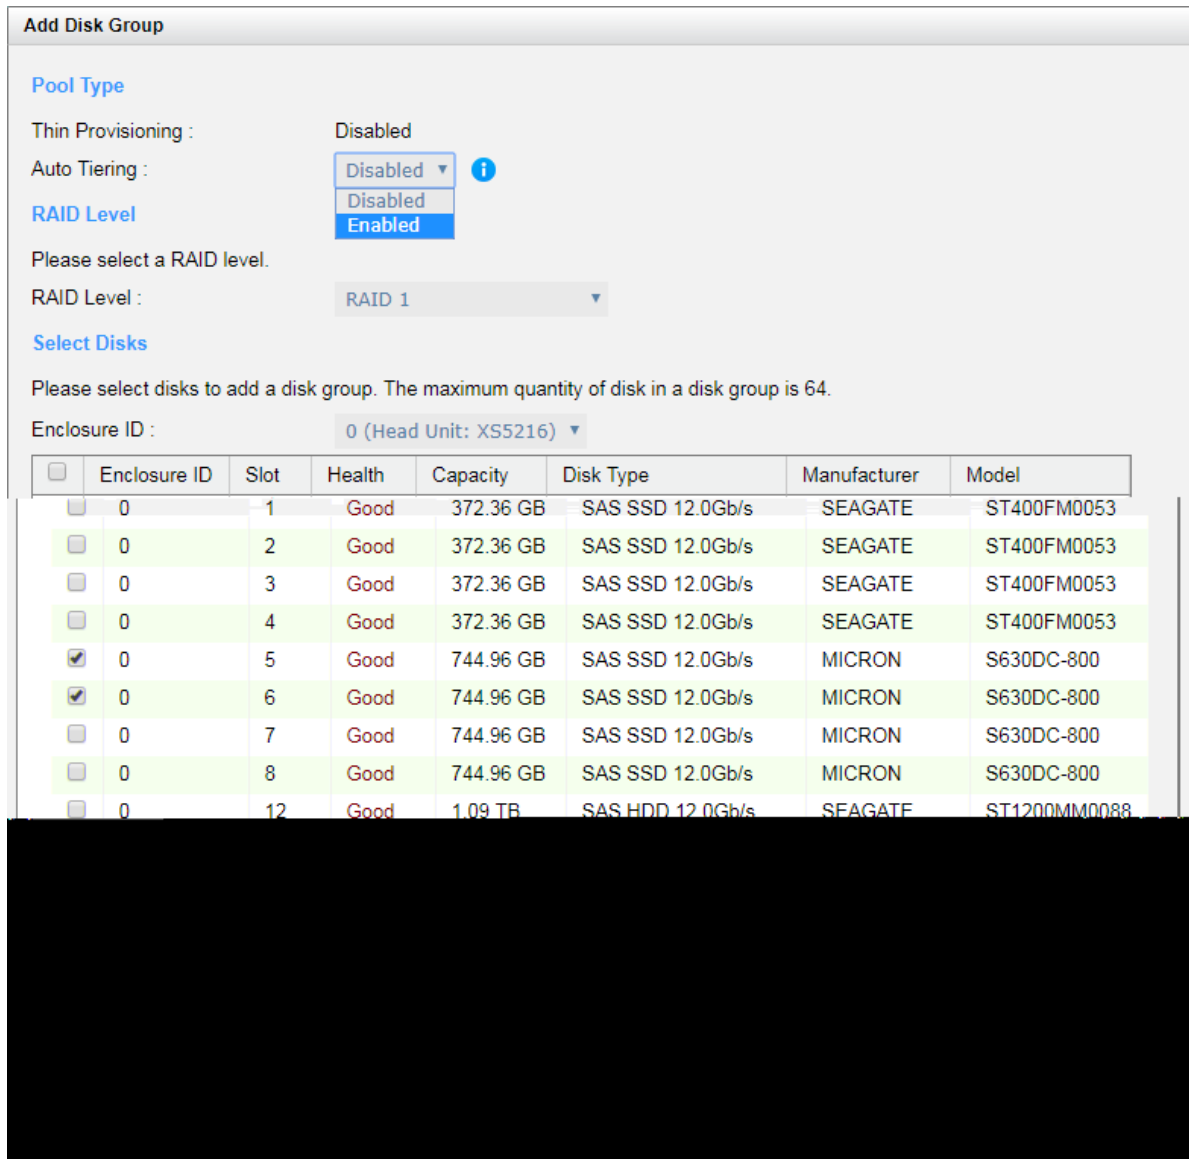 Add Disk Group
Pool Type
Thin Provisioning : Disabled
Auto Tiering : Disabled
Disabled
RAID Level
Enabled
Please select a RAID level.
RAID Level : RAID 1
Select Disks
Please select disks to add a disk group. The maximum quantity of disk in a disk group is 64.
Enclosure ID : 0 (Head Unit: XS5216)
Enclosure ID Slot Health Capacity Disk Type Manufacturer Model
0 1 Good 372.36 GB SAS SSD 12.0Gb/s SEAGATE ST400FM0053
0 2 Good 372.36 GB SAS SSD 12.0Gb/s SEAGATE ST400FM0053
0 3 Good 372.36 GB SAS SSD 12.0Gb/s SEAGATE ST400FM0053
0 4 Good 372.36 GB SAS SSD 12.0Gb/s SEAGATE ST400FM0053
0 5 Good 744.96 GB SAS SSD 12.0Gb/s MICRON S630DC-800
0 6 Good 744.96 GB SAS SSD 12.0Gb/s MICRON S630DC-800
0 7 Good 744.96 GB SAS SSD 12.0Gb/s MICRON S630DC-800
0 8 Good 744.96 GB SAS SSD 12.0Gb/s MICRON S630DC-800
0 12 Good 1.09 TB SAS HDD 12.0Gb/s SEAGATE ST1200MM0088